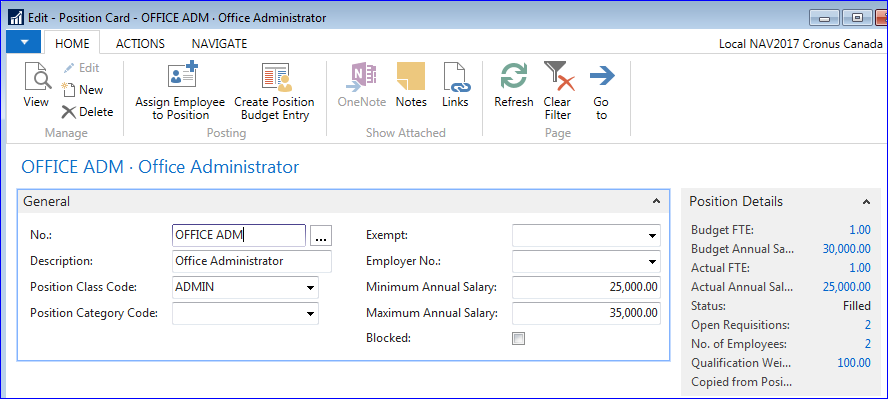 Edit - Position Card - OFFICE ADM · Office Administrator
HOME ACTIONS NAVIGATE Local NAV2017 Cronus Canada
View
Edit
New
Delete
Manage
Assign Employee
to Position
Create Position
Budget Entry
Posting
OneNote
Notes
Links
Show Attached
Refresh
Clear
Filter
Go
to
Page
OFFICE ADM · Office Administrator
General
No.: OFFICE ADM ...
Description: Office Administrator
Position Class Code: ADMIN
Position Category Code:
Exempt:
Employer No.:
Minimum Annual Salary: 25,000.00
Maximum Annual Salary: 35,000.00
Blocked:
Position Details
Budget FTE: 1.00
Budget Annual Sa... 30,000.00
Actual FTE: 1.00
Actual Annual Sal... 25,000.00
Status: Filled
Open Requisitions: 2
No. of Employees: 2
Qualification Wei... 100.00
Copied from Posi...